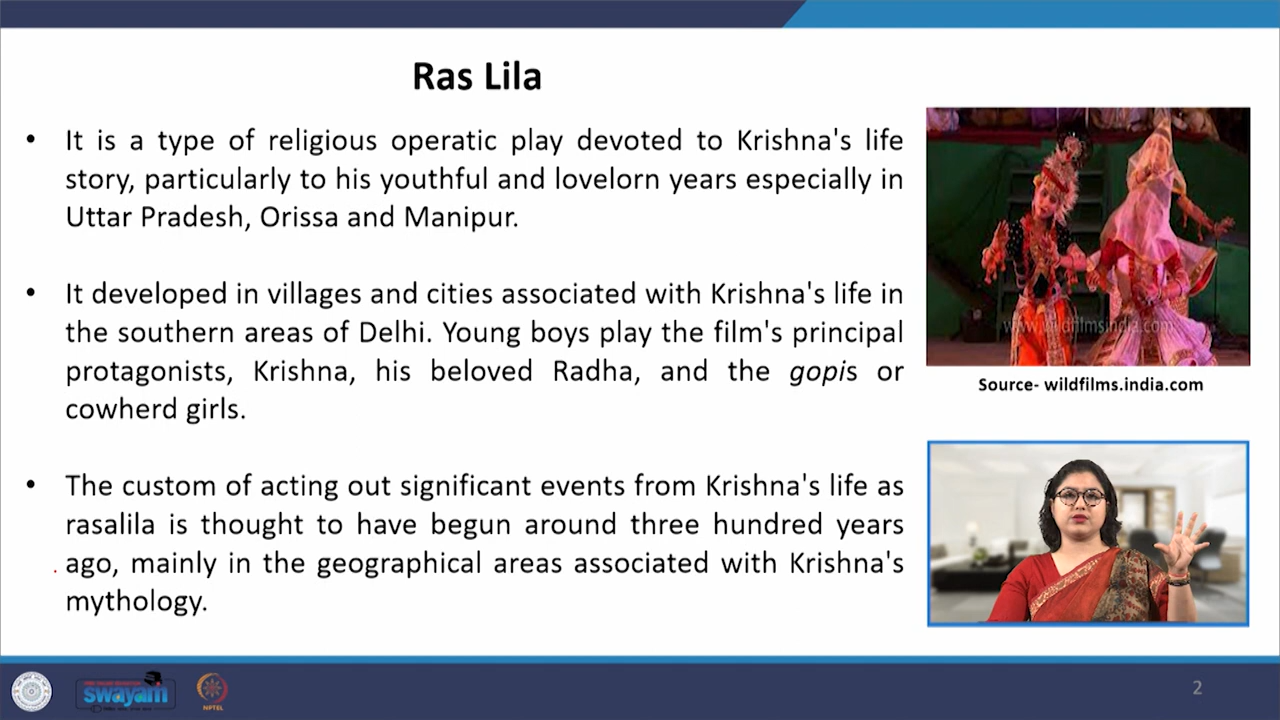 Ras Lila
• It is a type of religious operatic play devoted to Krishna's life
story, particularly to his youthful and lovelorn years especially in
Uttar Pradesh, Orissa and Manipur.
• It developed in villages and cities associated with Krishna's life in
the southern areas of Delhi. Young boys play the film's principal
protagonists, Krishna, his beloved Radha, and the gopis or
cowherd girls.
• The custom of acting out significant events from Krishna's life as
rasalila is thought to have begun around three hundred years
ago, mainly in the geographical areas associated with Krishna's
mythology.
www.wildfilmsindia.com
Source- wildfilms.india.com
swayam
NPTEL
2